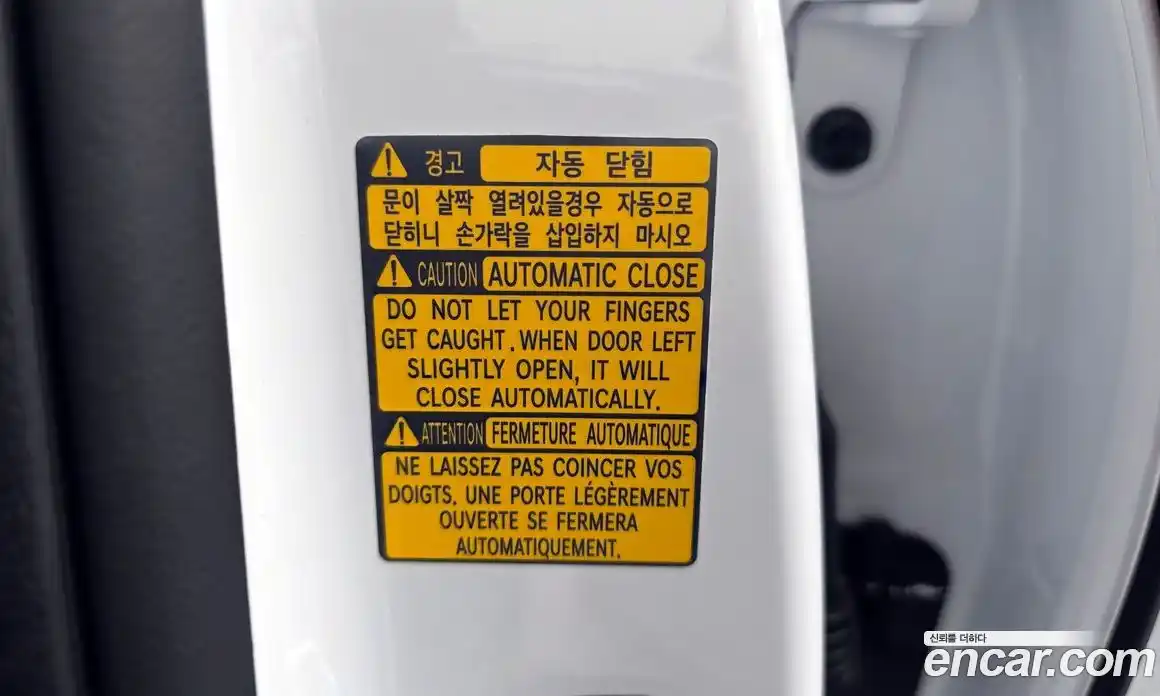 경고 자동 닫힘
문이 살짝 열려있을경우 자동으로
닫히니 손가락을 삽입하지 마시오
CAUTION AUTOMATIC CLOSE
DO NOT LET YOUR FINGERS
GET CAUGHT. WHEN DOOR LEFT
SLIGHTLY OPEN, IT WILL
CLOSE AUTOMATICALLY.
ATTENTION FERMETURE AUTOMATIQUE
NE LAISSEZ PAS COINCER VOS
DOIGTS. UNE PORTE LÉGÈREMENT
OUVERTE SE FERMERA
AUTOMATIQUEMENT.
신뢰를 더하다
encar.com